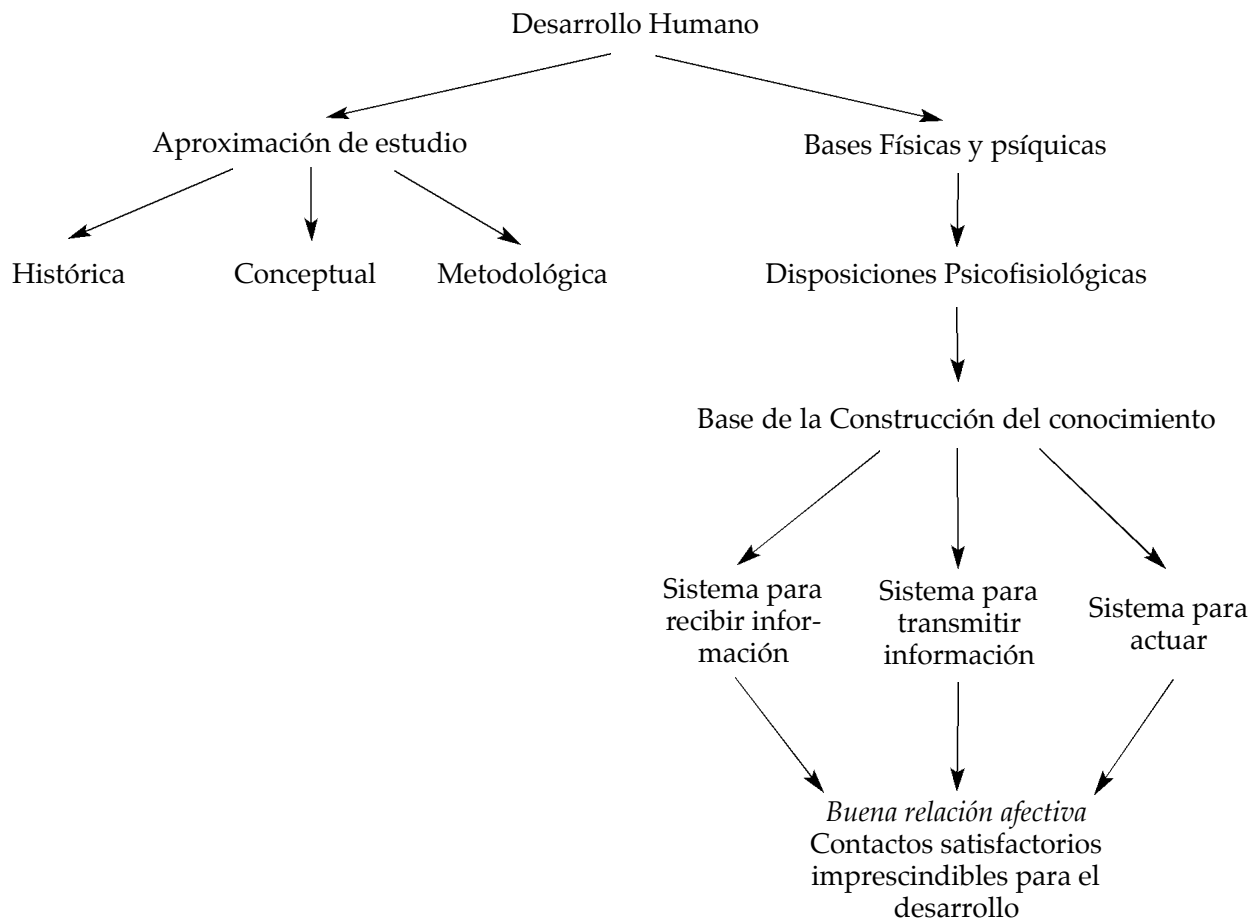 Desarrollo Humano
Aproximación de estudio
Bases Físicas y psíquicas
Histórica
Conceptual
Metodológica
Disposiciones Psicofisiológicas
Base de la Construcción del conocimiento
Sistema para
recibir infor-
mación
Sistema para
transmitir
información
Sistema para
actuar
Buena relación afectiva
Contactos satisfactorios
imprescindibles para el
desarrollo